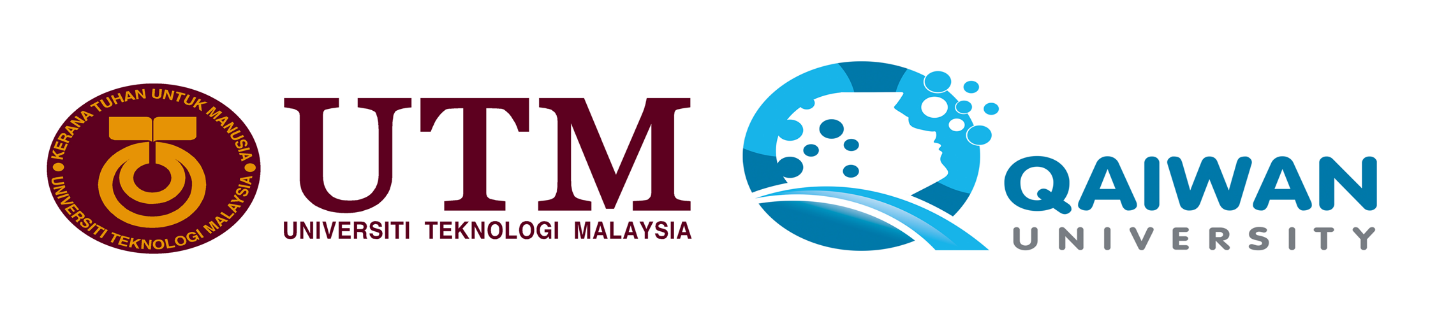 KERANA TUHAN UNTUK MANUSIA
UNIVERSITI TEKNOLOGI MALAYSIA
UTM
UNIVERSITI TEKNOLOGI MALAYSIA
QAIWAN
UNIVERSITY